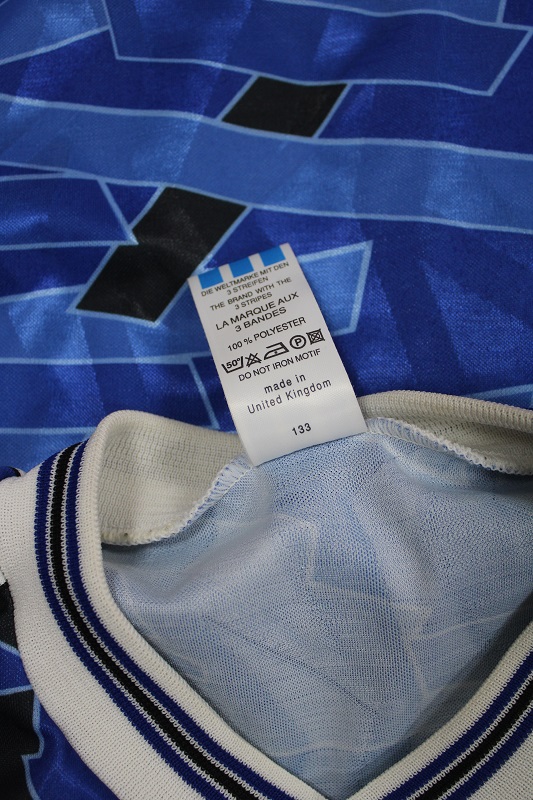 DIE WELTMARKE MIT DEN
3 STREIFEN
THE BRAND WITH THE
3 STRIPES
LA MARQUE AUX
3 BANDES
100 % POLYESTER
50°
P
DO NOT IRON MOTIF
made in
United Kingdom
133